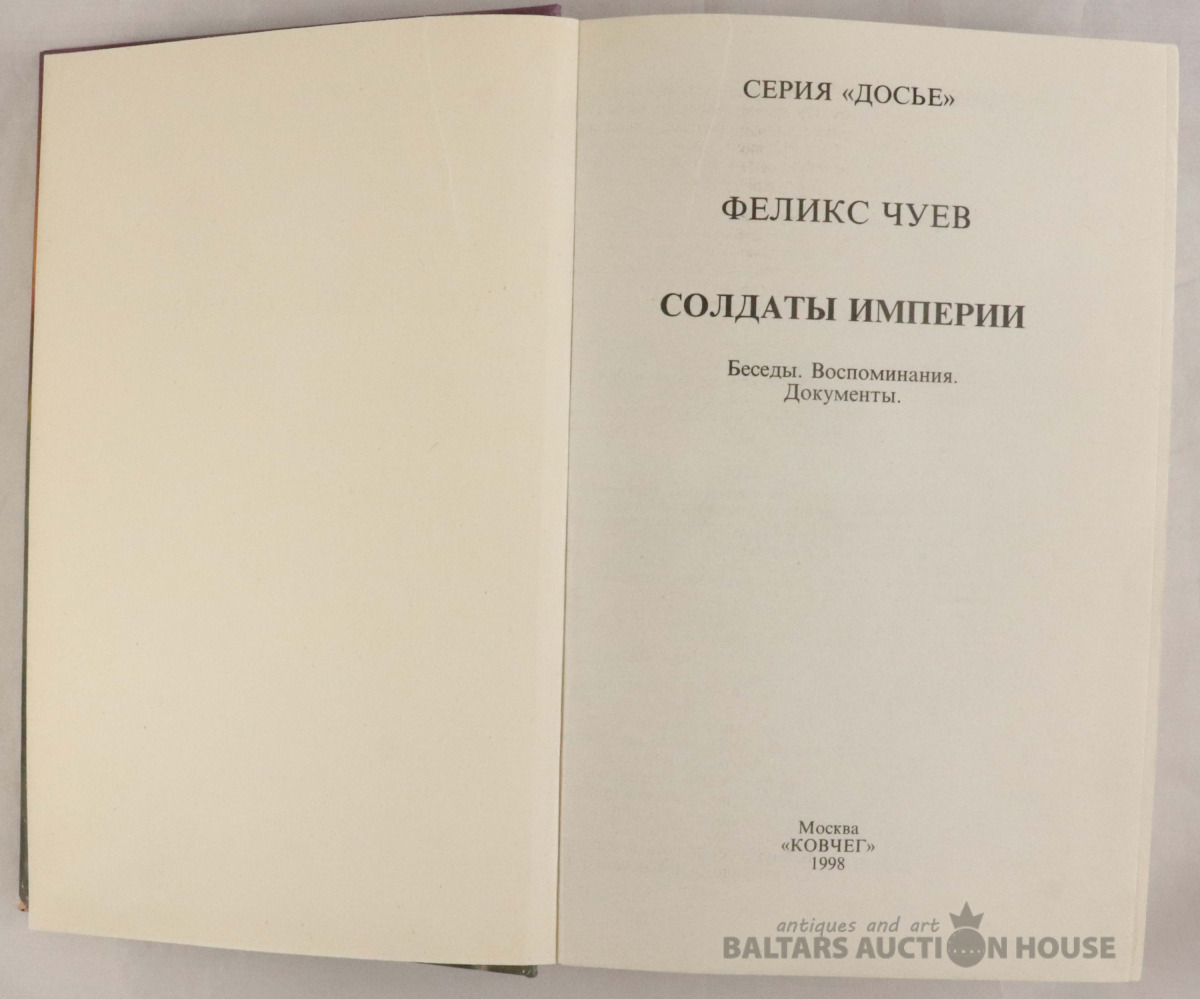 СЕРИЯ «ДОСЬЕ»
ФЕЛИКС ЧУЕВ
СОЛДАТЫ ИМПЕРИИ
Беседы. Воспоминания.
Документы.
Москва
«КОВЧЕГ»
1998
antiques and art
BALTARS AUCTION HOUSE